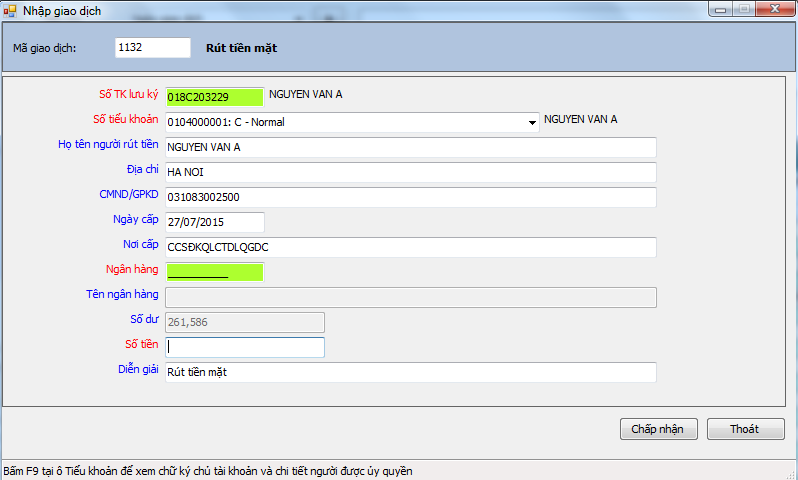 Nhập giao dịch
Mã giao dịch: 1132 Rút tiền mặt
Số TK lưu ký 018C203229 NGUYEN VAN A
Số tiểu khoản 0104000001: C - Normal NGUYEN VAN A
Họ tên người rút tiền NGUYEN VAN A
Địa chỉ HA NOI
CMND/GPKD 031083002500
Ngày cấp 27/07/2015
Nơi cấp CCSĐKQLCTDLQGDC
Ngân hàng __________
Tên ngân hàng
Số dư 261,586
Số tiền
Diễn giải Rút tiền mặt
Chấp nhận Thoát
Bấm F9 tại ô Tiểu khoản để xem chữ ký chủ tài khoản và chi tiết người được ủy quyền